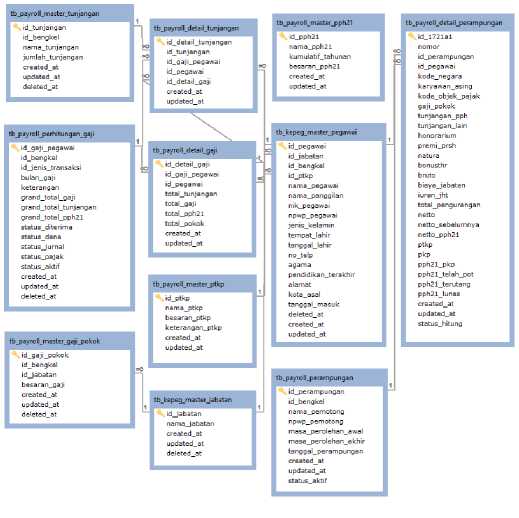 tb_payroll_master_tunjangan
id_tunjangan
id_bengkel
nama_tunjangan
jumlah_tunjangan
created_at
updated_at
deleted_at
tb_payroll_detail_tunjangan
id_detail_tunjangan
id_tunjangan
id_gaji_pegawai
id_pegawai
id_detail_gaji
created_at
updated_at
tb_payroll_master_pph21
id_pph21
nama_pph21
kumulatif_tahunan
besaran_pph21
created_at
updated_at
tb_payroll_detail_perampungan
id_1721a1
nomor
id_perampungan
id_pegawai
kode_negara
karyawan_asing
kode_objek_pajak
gaji_pokok
tunjangan_pph
tunjangan_lain
honorarium
premi_prsh
natura
bonusthr
bruto
biaya_jabatan
iuran_jht
total_pengurangan
netto
netto_sebelumnya
netto_pph21
ptkp
pkp
pph21_pkp
pph21_telah_pot
pph21_terutang
pph21_lunas
created_at
updated_at
status_hitung
tb_payroll_perhitungan_gaji
id_gaji_pegawai
id_bengkel
id_jenis_transaksi
bulan_gaji
keterangan
grand_total_gaji
grand_total_tunjangan
grand_total_pph21
status_diterima
status_dana
status_jurnal
status_pajak
status_aktif
created_at
updated_at
deleted_at
tb_payroll_detail_gaji
id_detail_gaji
id_gaji_pegawai
id_pegawai
total_tunjangan
total_gaji
total_pph21
total_pokok
created_at
updated_at
tb_kepeg_master_pegawai
id_pegawai
id_jabatan
id_bengkel
id_ptkp
nama_pegawai
nama_panggilan
nik_pegawai
npwp_pegawai
jenis_kelamin
tempat_lahir
tanggal_lahir
no_telp
agama
pendidikan_terakhir
alamat
kota_asal
tanggal_masuk
deleted_at
created_at
updated_at
tb_payroll_master_ptkp
id_ptkp
nama_ptkp
besaran_ptkp
keterangan_ptkp
created_at
updated_at
tb_payroll_master_gaji_pokok
id_gaji_pokok
id_bengkel
id_jabatan
besaran_gaji
created_at
updated_at
deleted_at
tb_kepeg_master_jabatan
id_jabatan
nama_jabatan
created_at
updated_at
deleted_at
tb_payroll_perampungan
id_perampungan
id_bengkel
nama_pemotong
npwp_pemotong
masa_perolehan_awal
masa_perolehan_akhir
tanggal_perampungan
created_at
updated_at
status_aktif